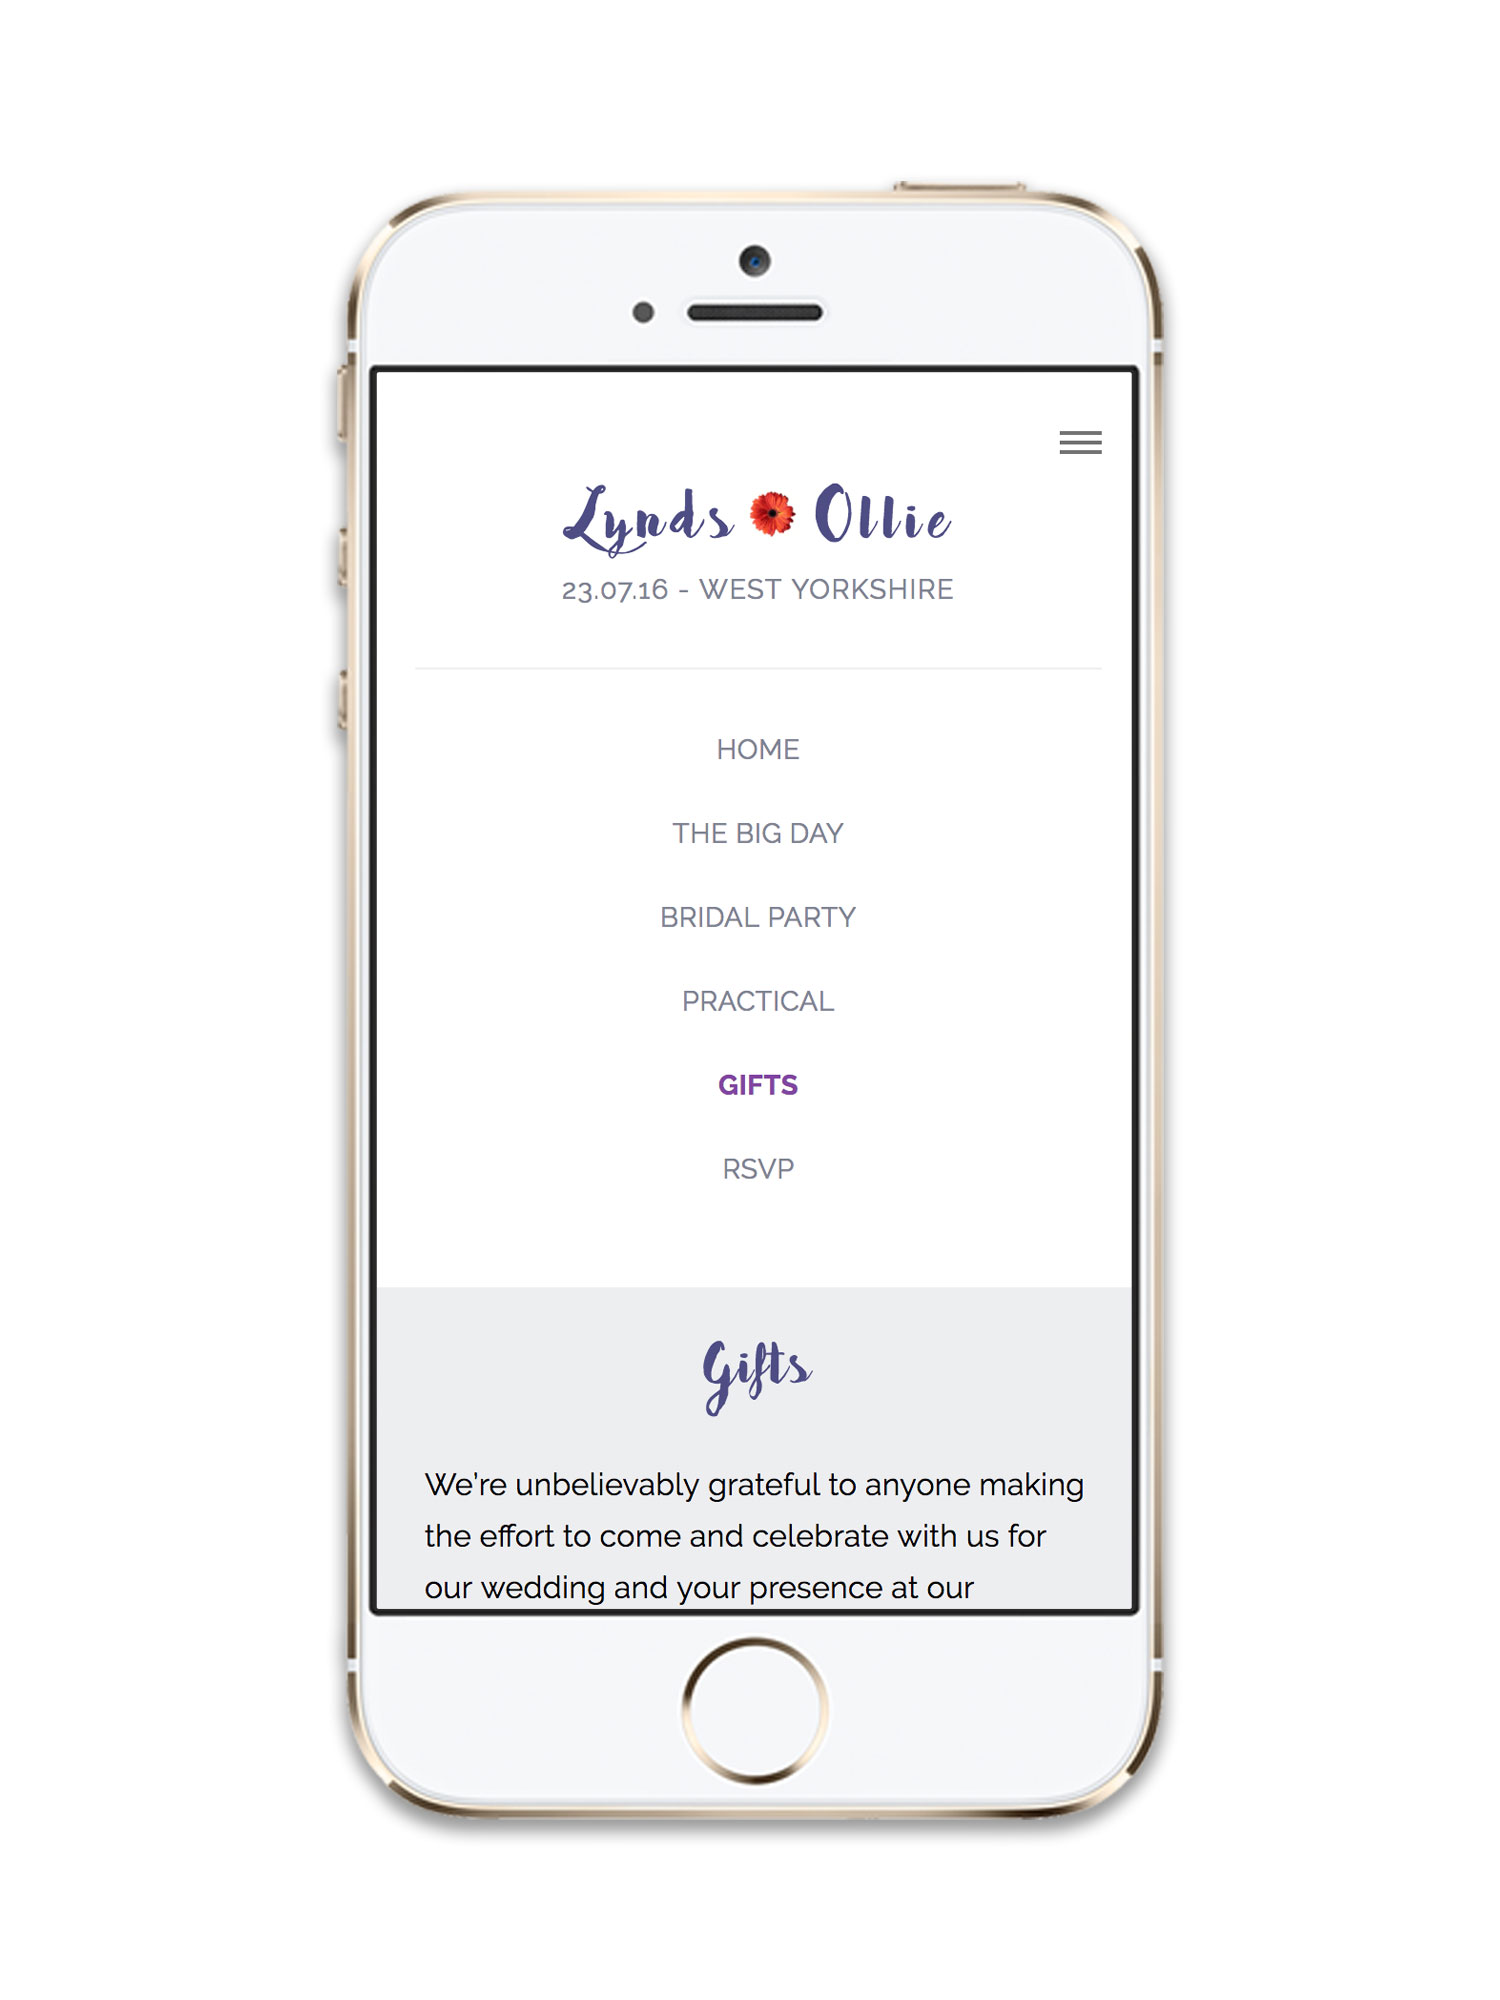 Lynds Ollie
23.07.16 - WEST YORKSHIRE
HOME
THE BIG DAY
BRIDAL PARTY
PRACTICAL
GIFTS
RSVP
Gifts
We're unbelievably grateful to anyone making
the effort to come and celebrate with us for
our wedding and your presence at our